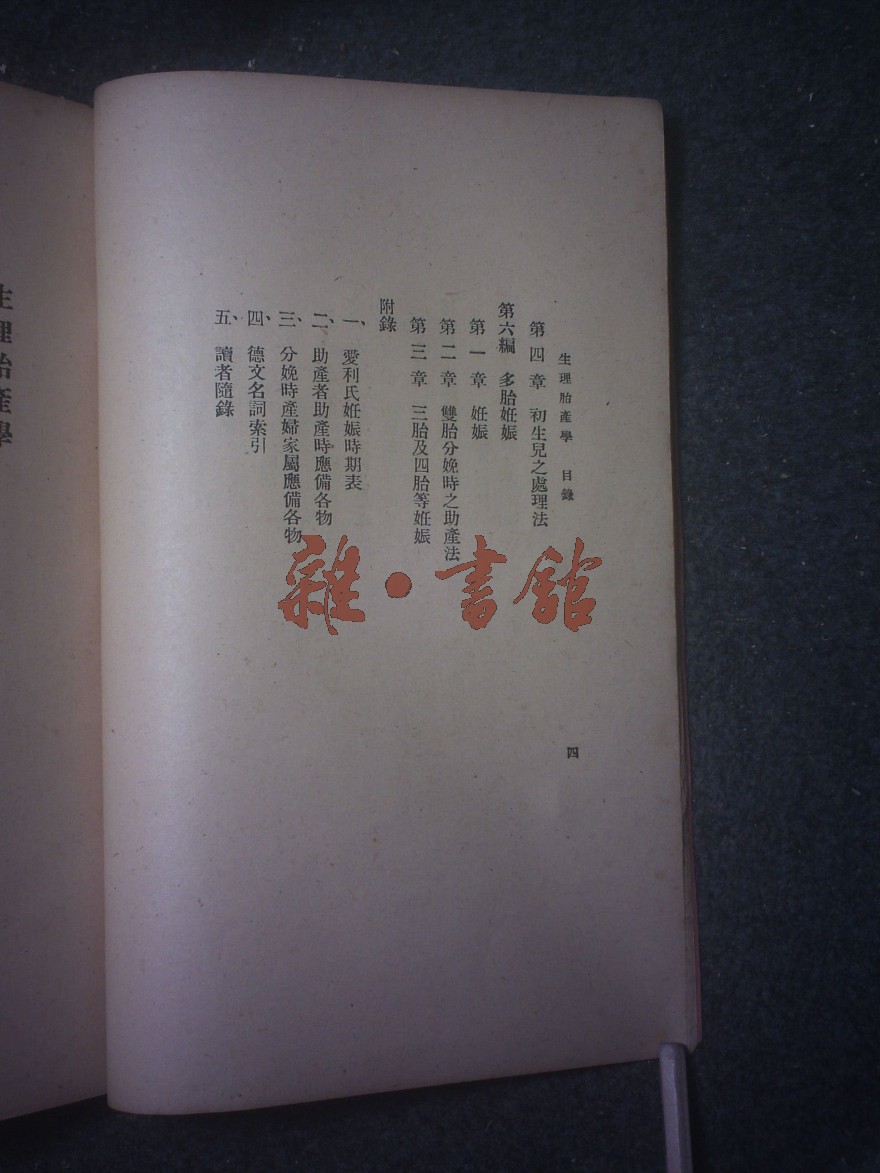 生理胎產學　目錄
四
第四章　初生兒之處理法
第六編　多胎妊娠
第一章　妊娠
第二章　雙胎分娩時之助產法
第三章　三胎及四胎等妊娠
附錄
一、愛利氏妊娠時期表
二、助產者助產時應備各物
三、分娩時產婦家屬應備各物
四、德文名詞索引
五、讀者隨錄
生理胎產學
雜·書館